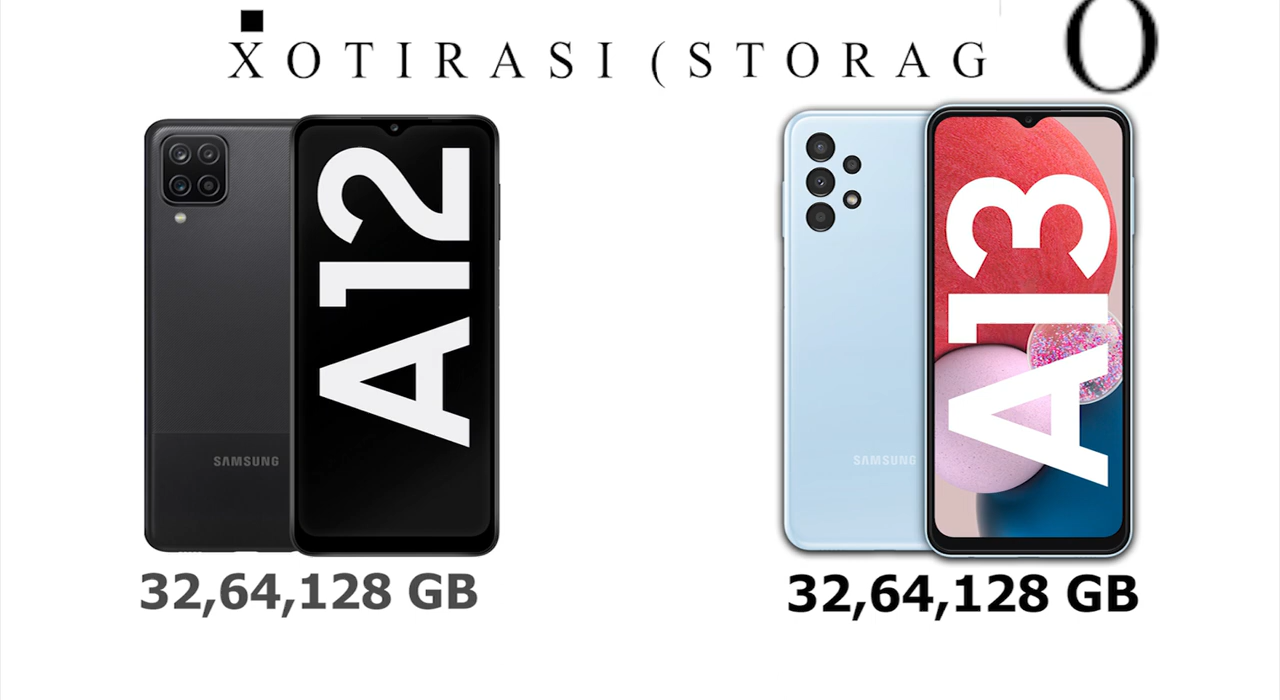 XOTIRASI (STORAG O
A12
A13
SAMSUNG
SAMSUNG
32,64,128 GB
32,64,128 GB